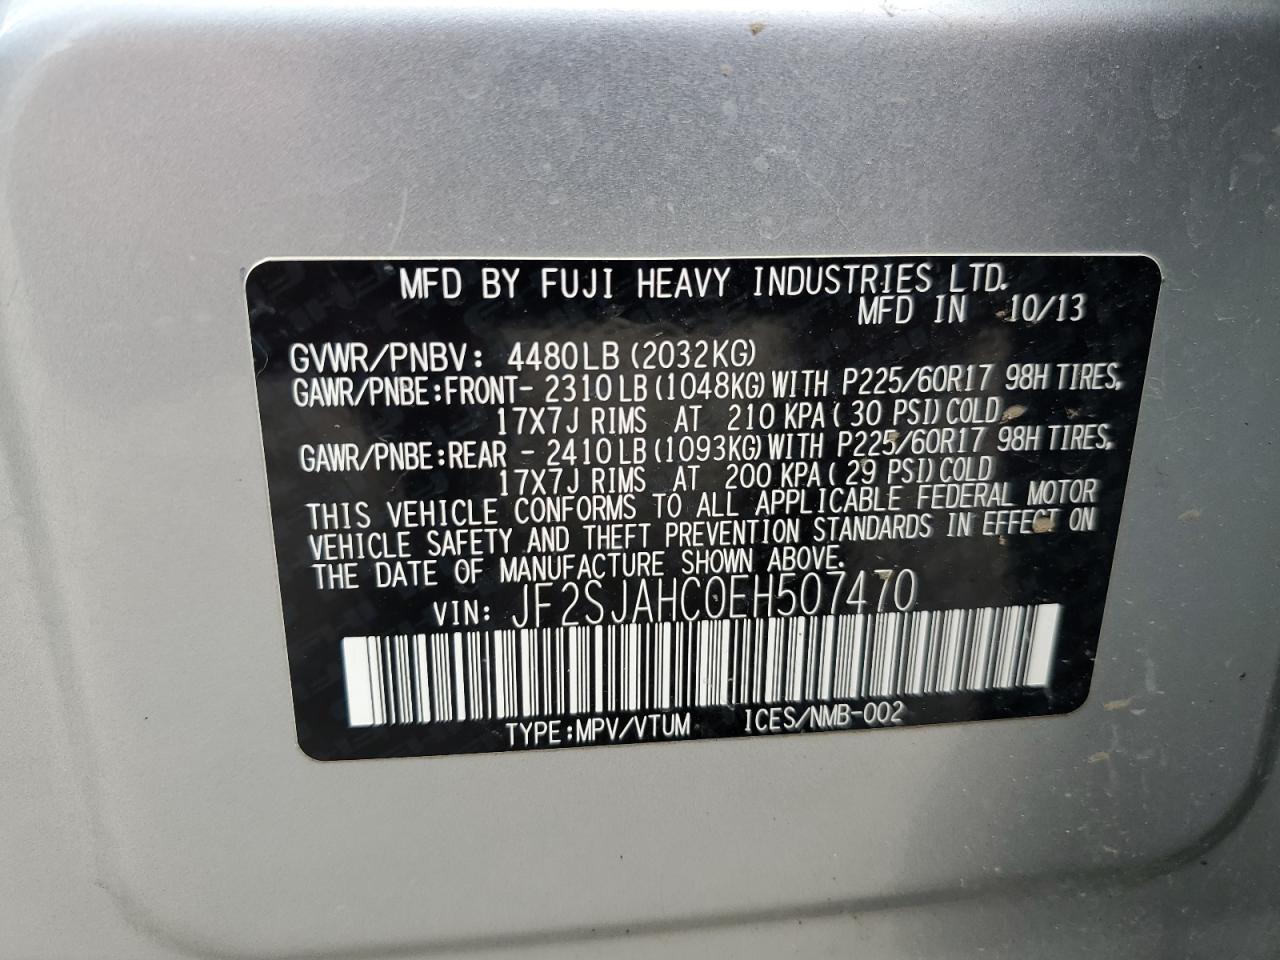 MFD BY FUJI HEAVY INDUSTRIES LTD.
MFD IN 10/13
GVWR/PNBV: 4480LB (2032KG)
GAWR/PNBE:FRONT- 2310LB (1048KG) WITH P225/60R17 98H TIRES,
17X7J RIMS AT 210 KPA( 30 PSI) COLD
GAWR/PNBE:REAR - 2410LB (1093KG) WITH P225/60R17 98H TIRES,
17X7J RIMS AT 200 KPA( 29 PSI) COLD
THIS VEHICLE CONFORMS TO ALL APPLICABLE FEDERAL MOTOR
VEHICLE SAFETY AND THEFT PREVENTION STANDARDS IN EFFECT ON
THE DATE OF MANUFACTURE SHOWN ABOVE.
VIN: JF2SJAHC0EH507470
TYPE:MPV/VTUM 1CES/NMB-002